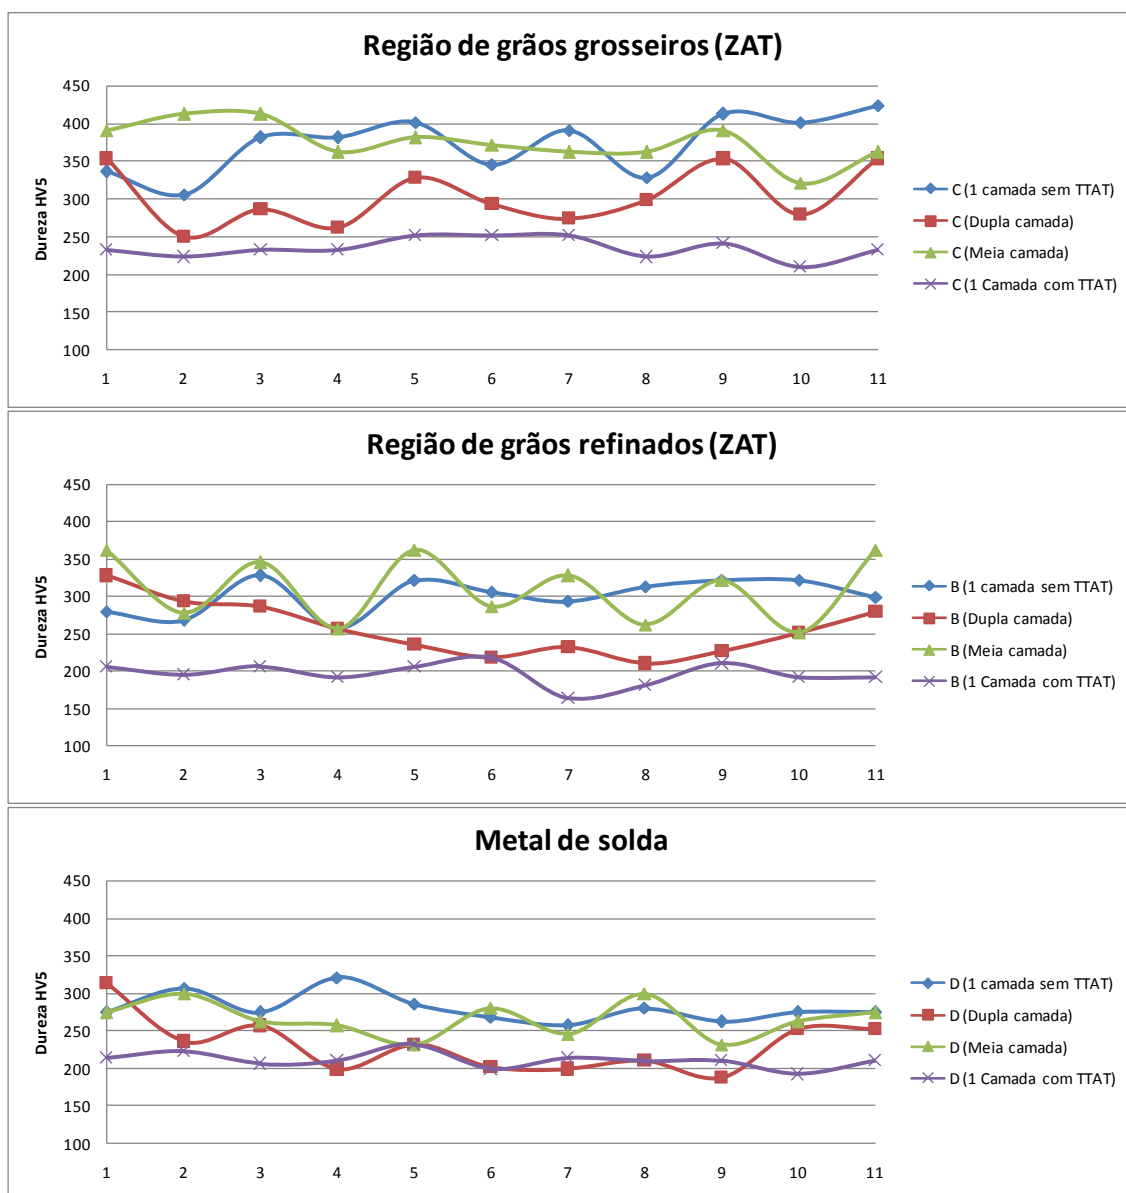 Região de grãos grosseiros (ZAT)
450
400
350
300
250
200
150
100
Dureza HV5
1 2 3 4 5 6 7 8 9 10 11
C (1 camada sem TTAT)
C (Dupla camada)
C (Meia camada)
C (1 Camada com TTAT)
Região de grãos refinados (ZAT)
450
400
350
300
250
200
150
100
Dureza HV5
1 2 3 4 5 6 7 8 9 10 11
B (1 camada sem TTAT)
B (Dupla camada)
B (Meia camada)
B (1 Camada com TTAT)
Metal de solda
450
400
350
300
250
200
150
100
Dureza HV5
1 2 3 4 5 6 7 8 9 10 11
D (1 camada sem TTAT)
D (Dupla camada)
D (Meia camada)
D (1 Camada com TTAT)